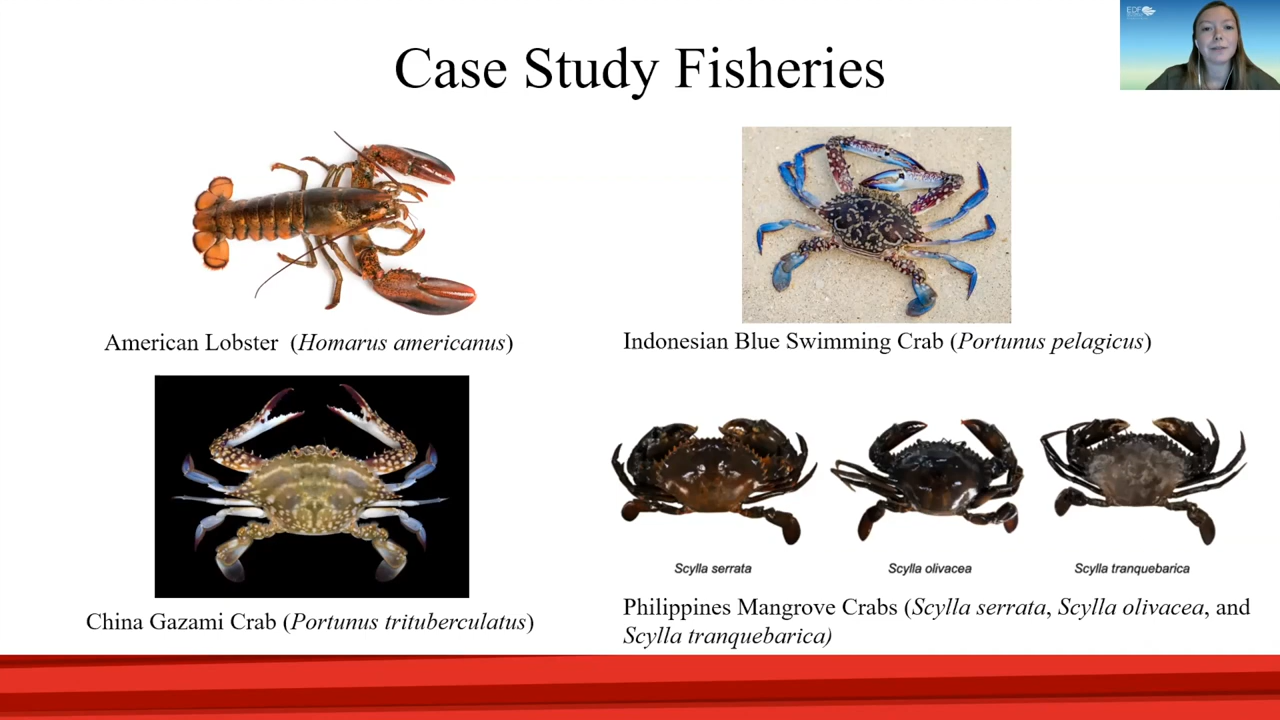 EDF
Case Study Fisheries
American Lobster (Homarus americanus)
Indonesian Blue Swimming Crab (Portunus pelagicus)
Scylla serrata
Scylla olivacea
Scylla tranquebarica
China Gazami Crab (Portunus trituberculatus)
Philippines Mangrove Crabs (Scylla serrata, Scylla olivacea, and
Scylla tranquebarica)